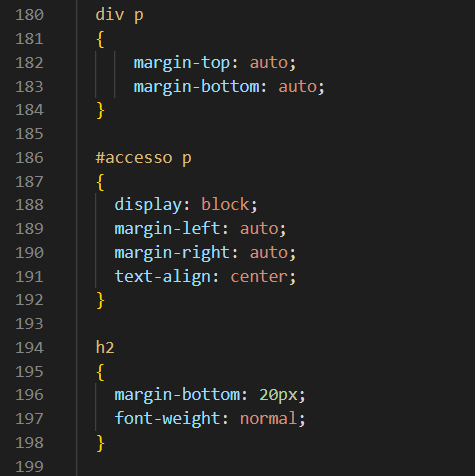 180 div p
181 {
182 margin-top: auto;
183 margin-bottom: auto;
184 }
185
186 #accesso p
187 {
188 display: block;
189 margin-left: auto;
190 margin-right: auto;
191 text-align: center;
192 }
193
194 h2
195 {
196 margin-bottom: 20px;
197 font-weight: normal;
198 }
199